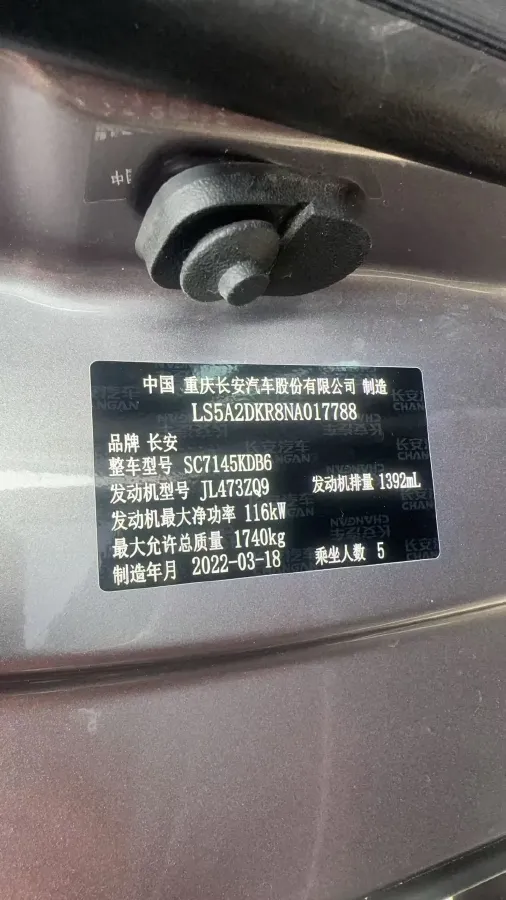 中国 重庆长安汽车股份有限公司 制造
LS5A2DKR8NA017788
品牌 长安
整车型号 SC7145KDB6
发动机型号 JL473ZQ9 发动机排量 1392mL
发动机最大净功率 116kW
最大允许总质量 1740kg
制造年月 2022-03-18 乘坐人数 5